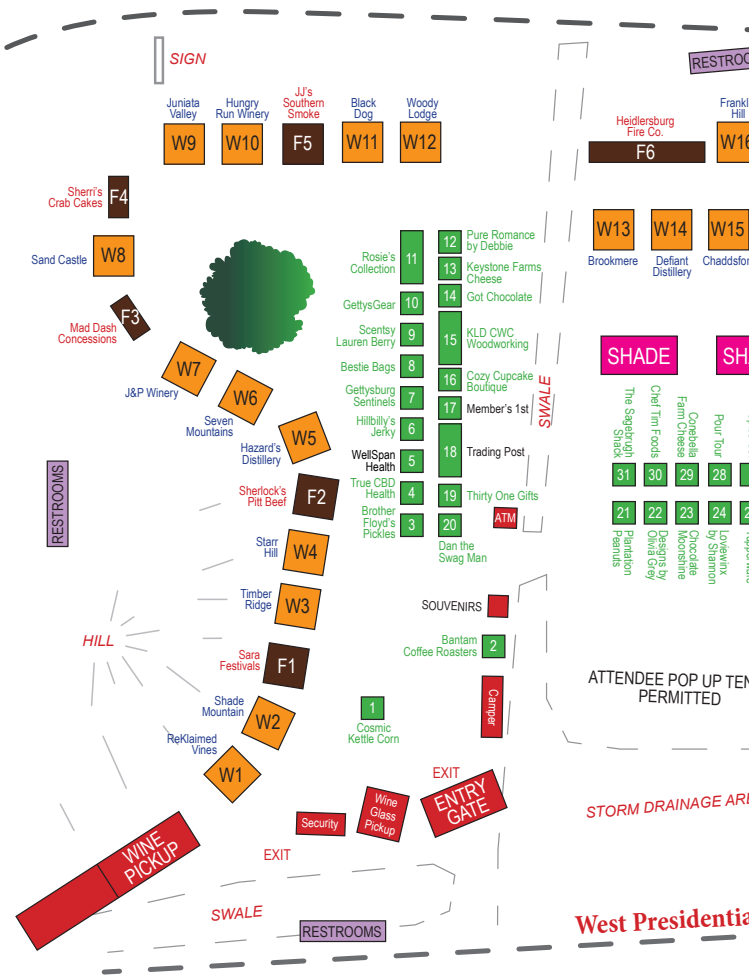 SIGN
RESTROO
Juniata
Valley
W9
Hungry
Run Winery
W10
JJ's
Southern
Smoke
F5
Black
Dog
W11
Woody
Lodge
W12
Heidlersburg
Fire Co.
F6
Frankl
Hill
W16
Sherri's
Crab Cakes
F4
Sand Castle
W8
Mad Dash
Concessions
F3
W7
J&P Winery
W6
Seven
Mountains
W5
Hazard's
Distillery
Sherlock's
Pitt Beef
F2
Starr
Hill
W4
Timber
Ridge
W3
Sara
Festivals
F1
Shade
Mountain
W2
ReKlaimed
Vines
W1
RESTROOMS
HILL
WINE
PICKUP
Rosie's
Collection
11
GettysGear
10
Scentsy
Lauren Berry
9
Bestie Bags
8
Gettysburg
Sentinels
7
Hillbilly's
Jerky
6
WellSpan
Health
5
True CBD
Health
4
Brother
Floyd's
Pickles
3
12
Pure Romance
by Debbie
13
Keystone Farms
Cheese
14
Got Chocolate
15
KLD CWC
Woodworking
16
Cozy Cupcake
Boutique
17
Member's 1st
18
Trading Post
19
Thirty One Gifts
20
Dan the
Swag Man
ATM
SWALE
W13
Brookmere
W14
Defiant
Distillery
W15
Chaddsfor
SHADE
SHA
The Sagebrugh
Shack
31
Chef Tim Foods
30
Conebella
Farm Cheese
29
Pour Tour
28
21
Plantation
Peanuts
22
Designs by
Olivia Grey
23
Chocolate
Moonshine
24
Loviewinx
by Shannon
2
SOUVENIRS
Bantam
Coffee Roasters
2
Camper
1
Cosmic
Kettle Corn
ATTENDEE POP UP TEN
PERMITTED
EXIT
ENTRY
GATE
Wine
Glass
Pickup
Security
EXIT
STORM DRAINAGE ARE
SWALE
RESTROOMS
West Presidentia